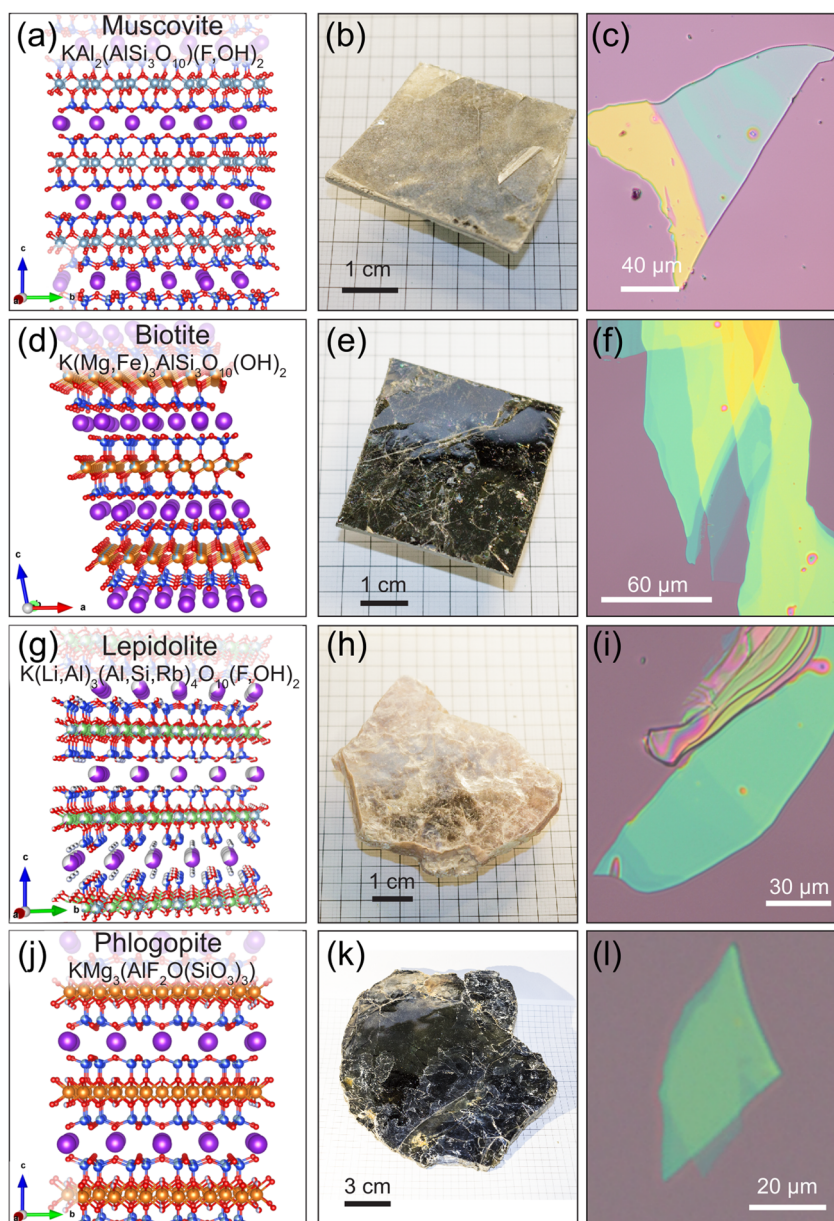 (a) Muscovite
KAl₂(AlSi₃O₁₀)(F,OH)₂
c
a
b
(b)
1 cm
(c)
40 µm
(d) Biotite
K(Mg,Fe)₃AlSi₃O₁₀(OH)₂
c
b
a
(e)
1 cm
(f)
60 µm
(g) Lepidolite
K(Li,Al)₃(Al,Si,Rb)₄O₁₀(F,OH)₂
c
a
b
(h)
1 cm
(i)
30 µm
(j) Phlogopite
KMg₃(AlF₂O(SiO₃)₃)
c
a
b
(k)
3 cm
(l)
20 µm